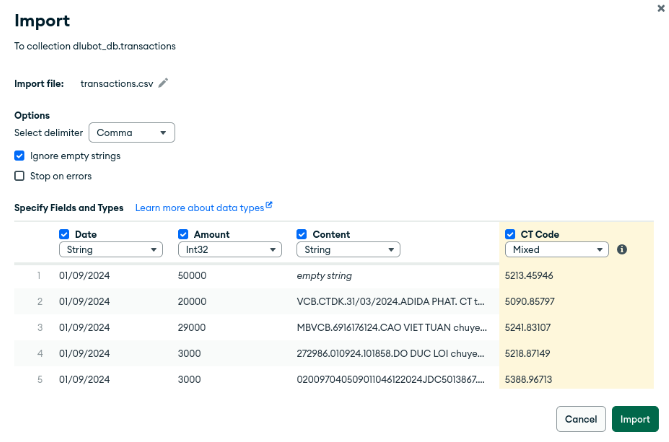 Import
To collection dlubot_db.transactions
Import file: transactions.csv
Options
Select delimiter Comma
Ignore empty strings
Stop on errors
Specify Fields and Types Learn more about data types
Date Amount Content CT Code
String Int32 String Mixed
1 01/09/2024 50000 empty string 5213.45946
2 01/09/2024 20000 VCB.CTDK.31/03/2024.ADIDA PHAT. CT t... 5090.85797
3 01/09/2024 29000 MBVCB.6916176124.CAO VIET TUAN chuye... 5241.83107
4 01/09/2024 3000 272986.010924.101858.DO DUC LOI chuye... 5218.87149
5 01/09/2024 3000 020097040509011046122024JDC5013867.... 5388.96713
Cancel Import